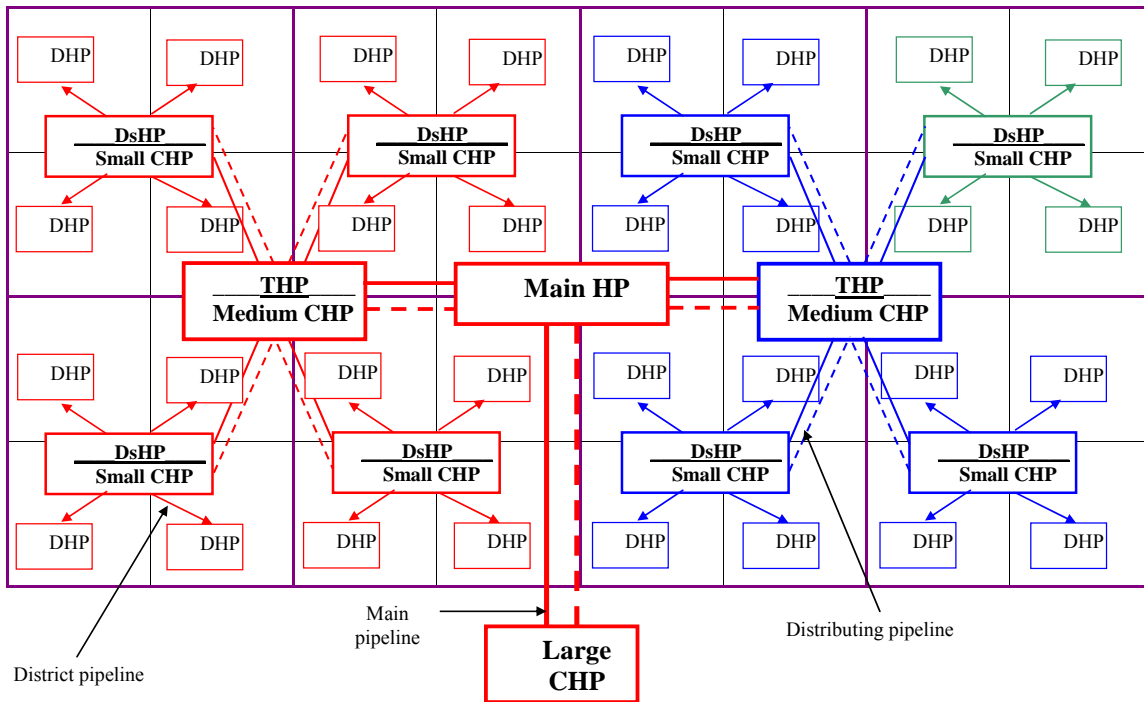 DHP DHP DHP DHP DHP DHP DHP DHP
DsHP DsHP DsHP DsHP
Small CHP Small CHP Small CHP Small CHP
DHP DHP DHP DHP DHP DHP DHP DHP
THP Main HP THP
Medium CHP Medium CHP
DHP DHP DHP DHP DHP DHP DHP DHP
DsHP DsHP DsHP DsHP
Small CHP Small CHP Small CHP Small CHP
DHP DHP DHP DHP DHP DHP DHP DHP
Main
pipeline
Distributing pipeline
Large
CHP
District pipeline